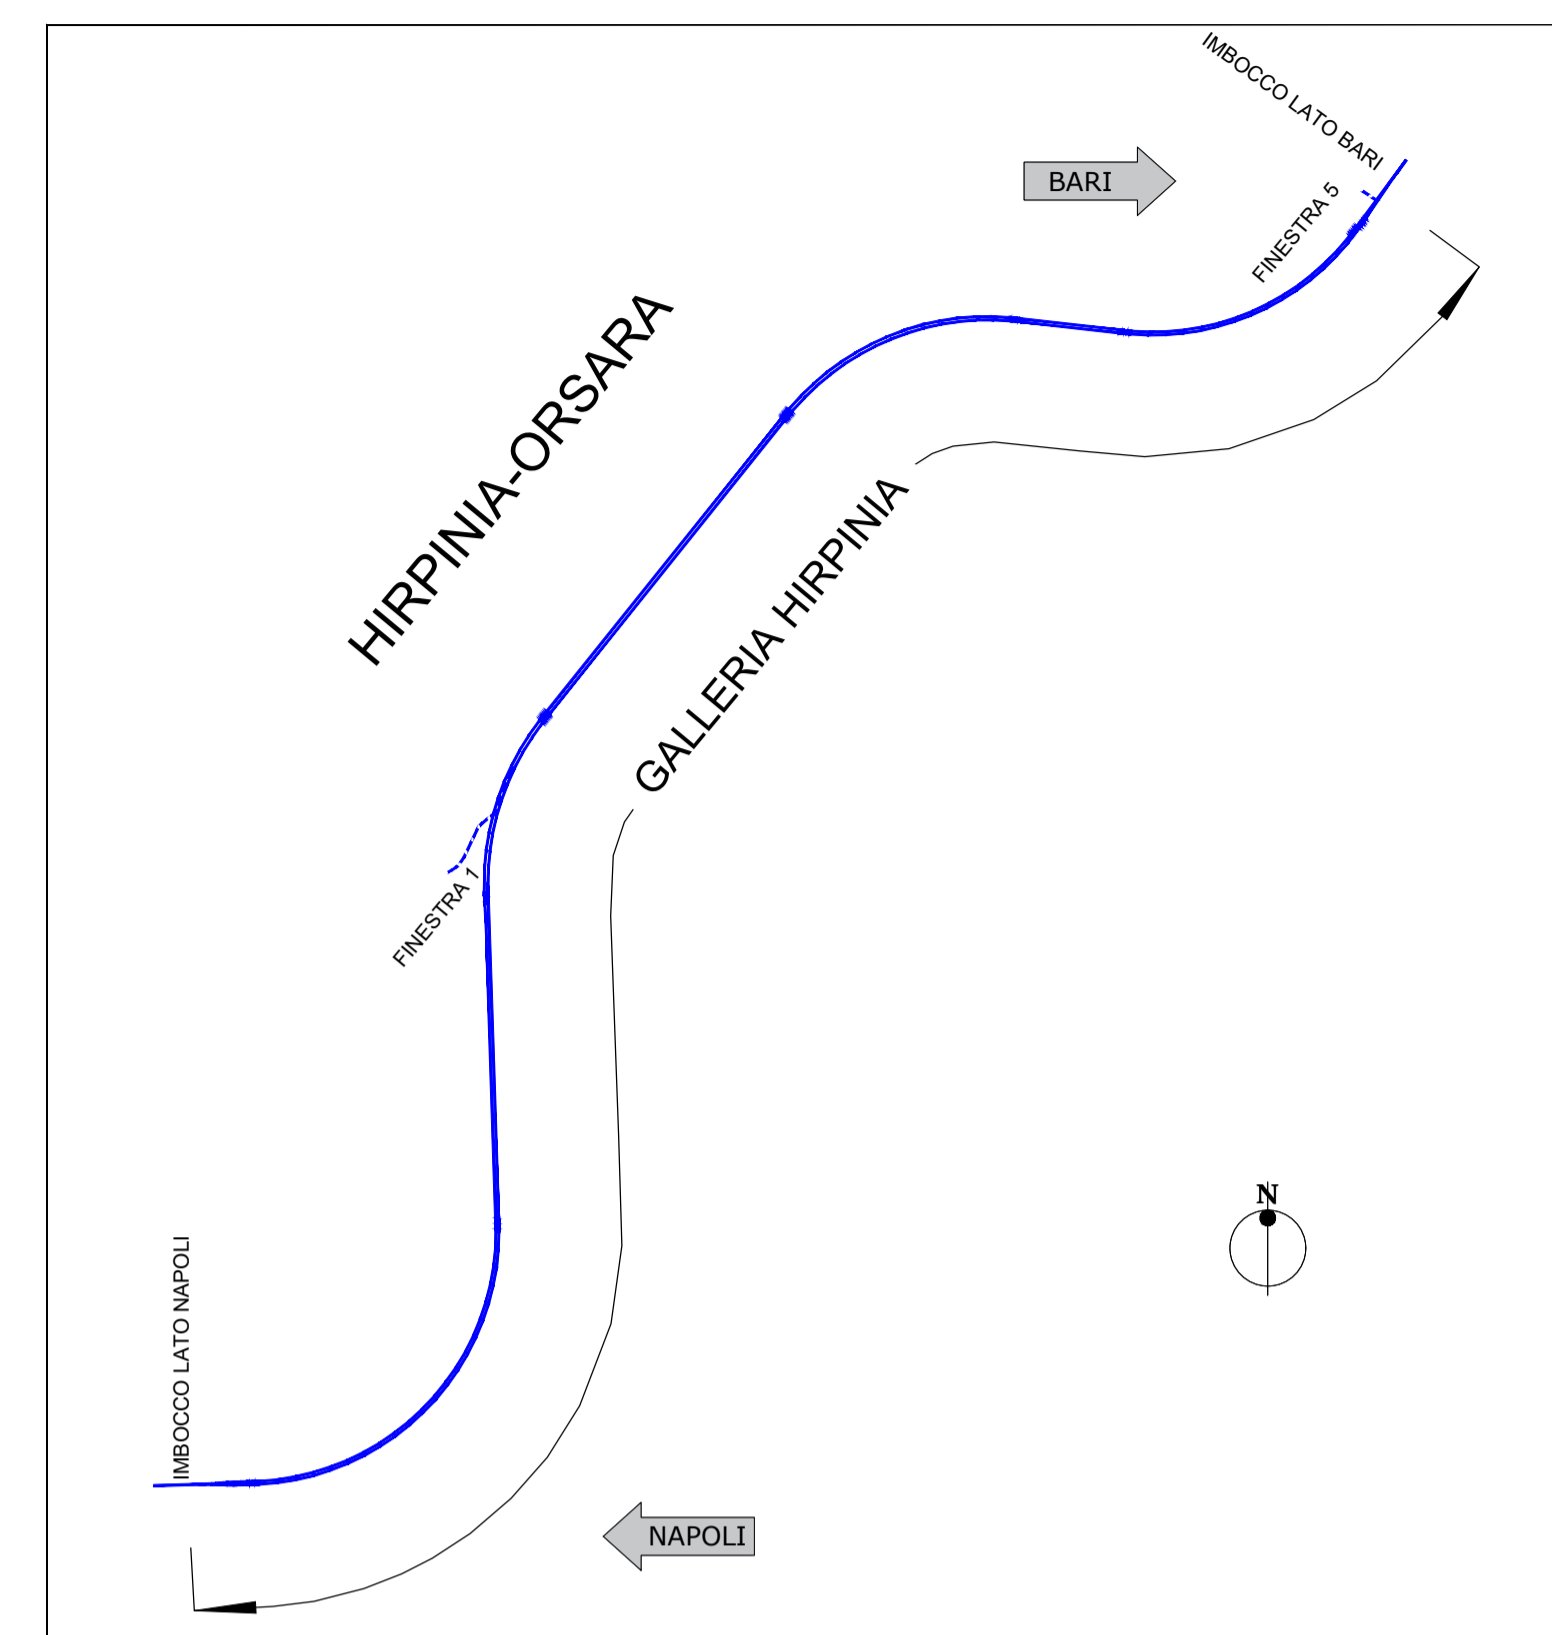 IMBOCCO LATO BARI
BARI
FINESTRA 5
HIRPINIA-ORSARA
GALLERIA HIRPINIA
FINESTRA 1
N
IMBOCCO LATO NAPOLI
NAPOLI